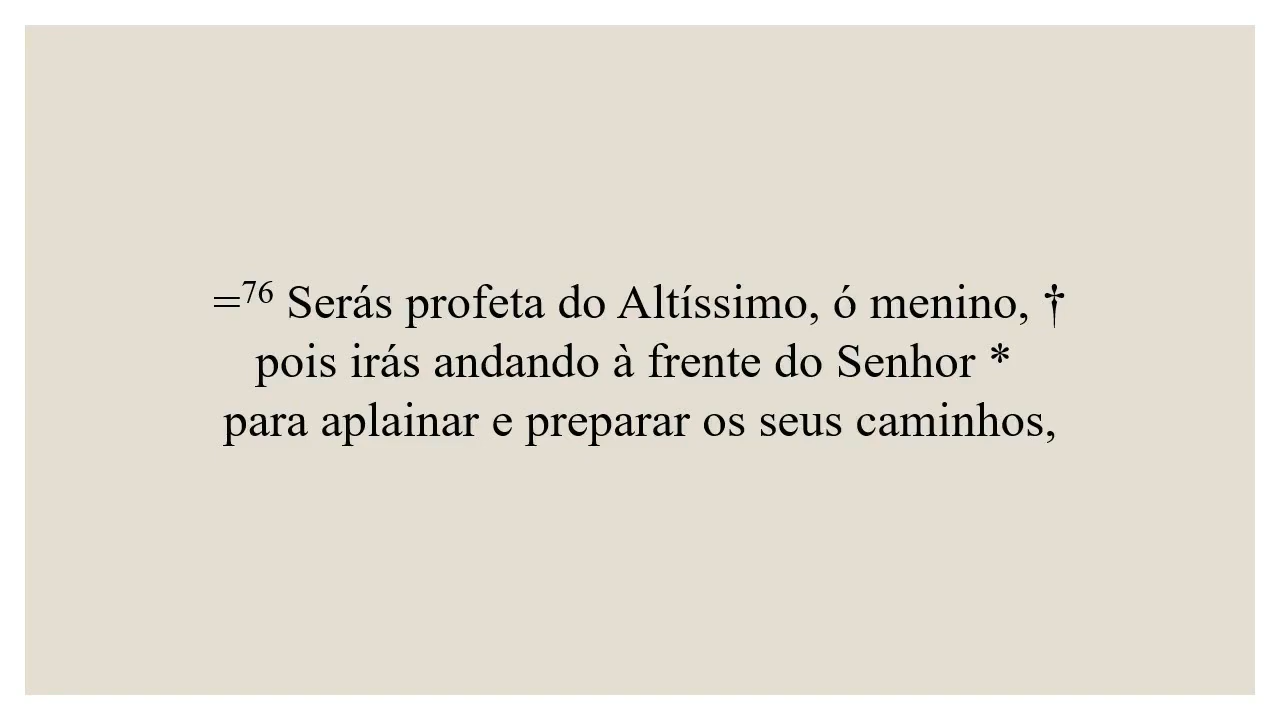 =76 Serás profeta do Altíssimo, ó menino, †
pois irás andando à frente do Senhor *
para aplainar e preparar os seus caminhos,